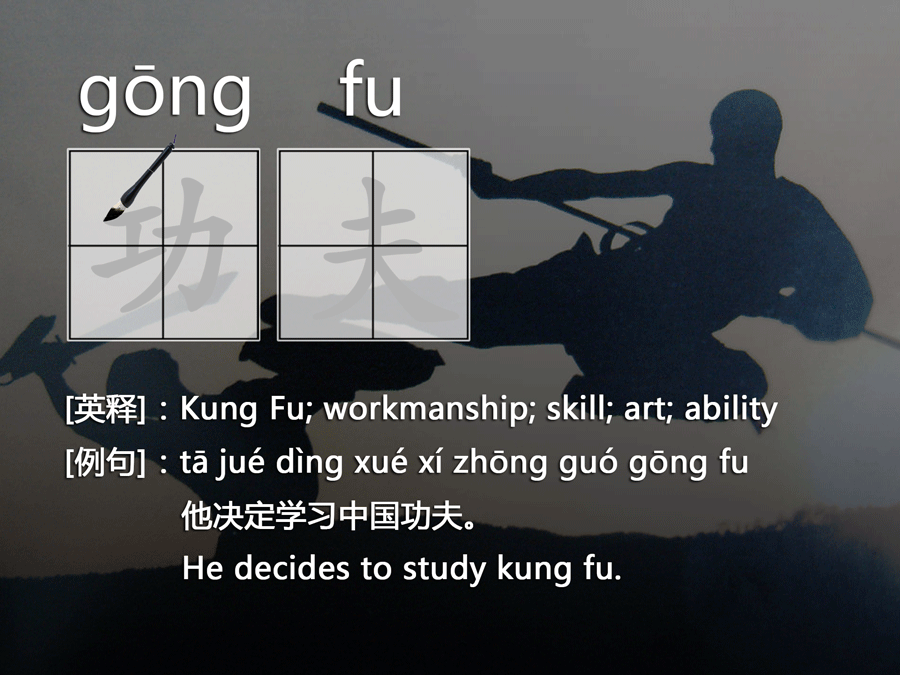 gōng fu
功夫
[英释]：Kung Fu; workmanship; skill; art; ability
[例句]：tā jué dìng xué xí zhōng guó gōng fu
他决定学习中国功夫。
He decides to study kung fu.